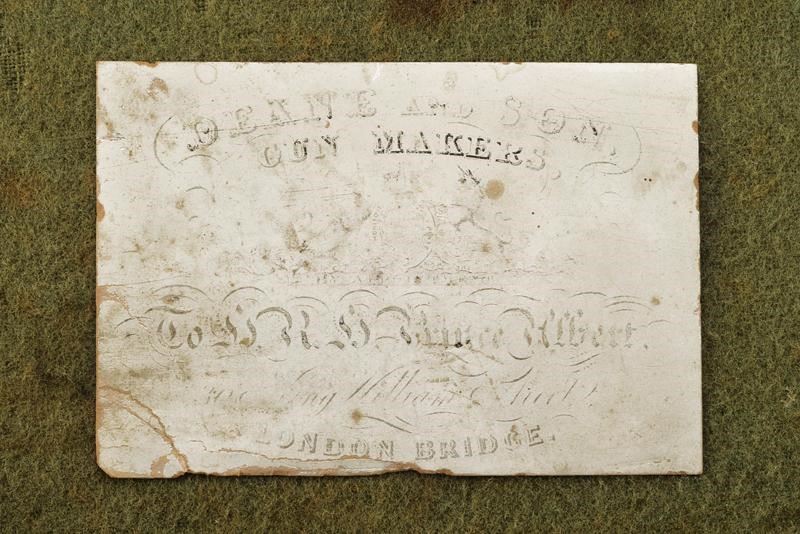 DEANE AND SON.
GUN MAKERS,
To H. R. H. Prince Albert.
King William Street
LONDON BRIDGE.